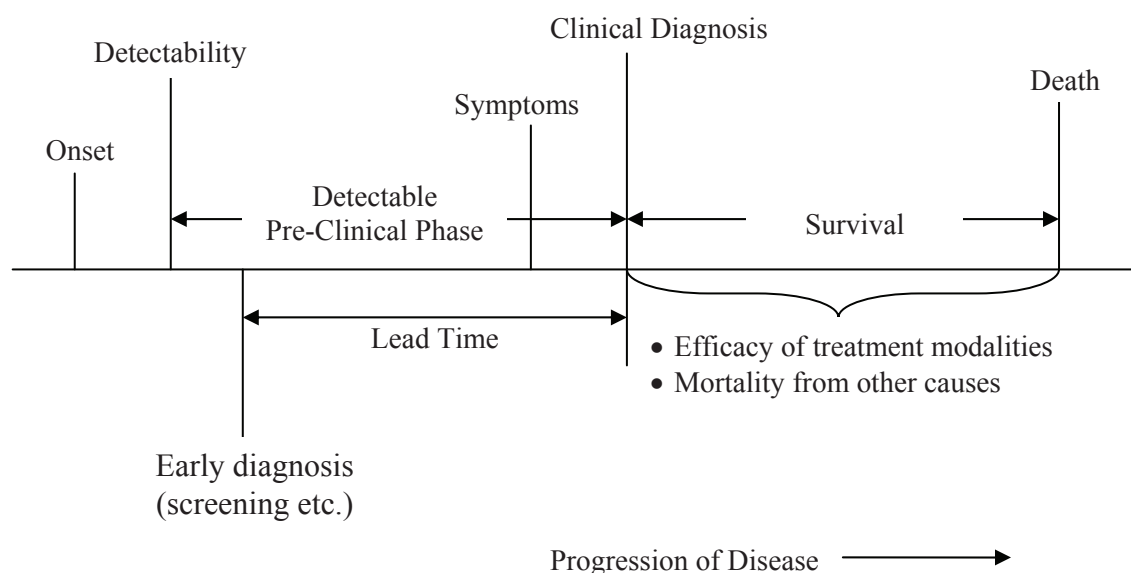 Clinical Diagnosis
Detectability
Death
Symptoms
Onset
Detectable
Pre-Clinical Phase
Survival
Lead Time
• Efficacy of treatment modalities
• Mortality from other causes
Early diagnosis
(screening etc.)
Progression of Disease